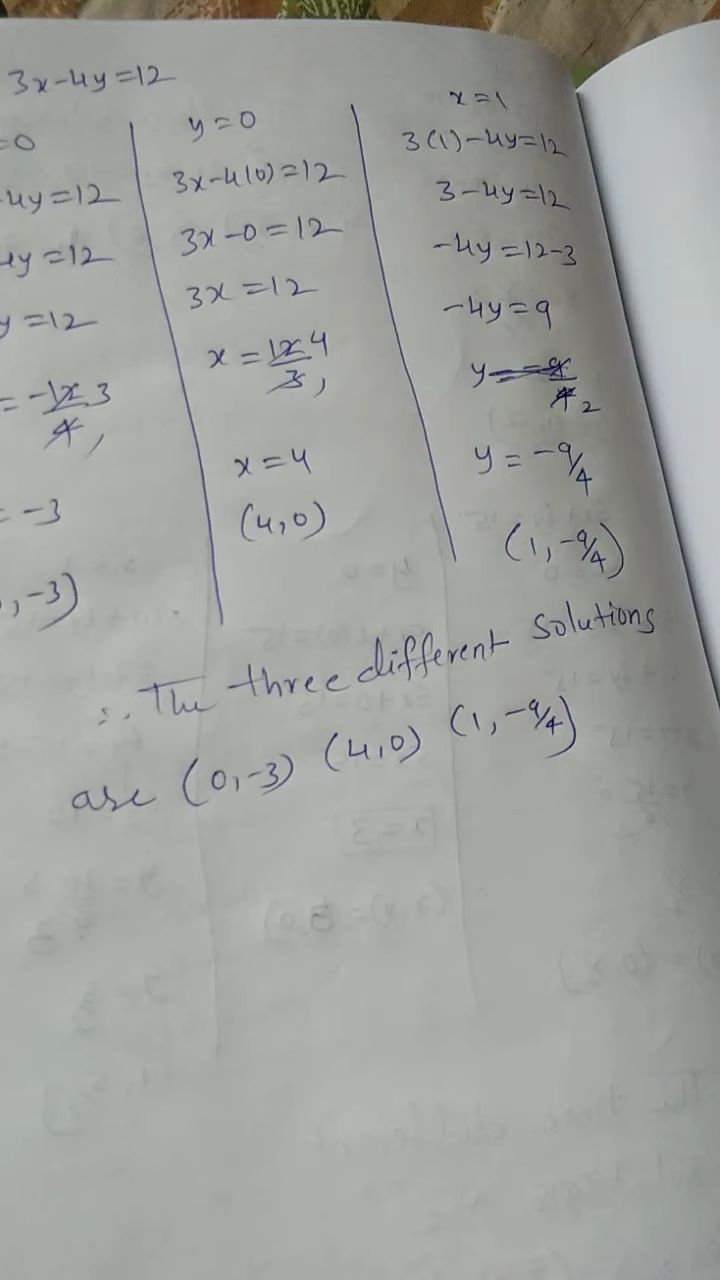 3x-4y=12
=0
-4y=12
4y=12
y=12
=-12 3
4,
=-3
,-3)
y=0
3x-4(0)=12
3x-0=12
3x=12
x=12 4
3,
x=4
(4,0)
x=1
3(1)-4y=12
3-4y=12
-4y=12-3
-4y=9
y=-9/4
(1,-9/4)
∴ The three different solutions
are (0,-3) (4,0) (1,-9/4)